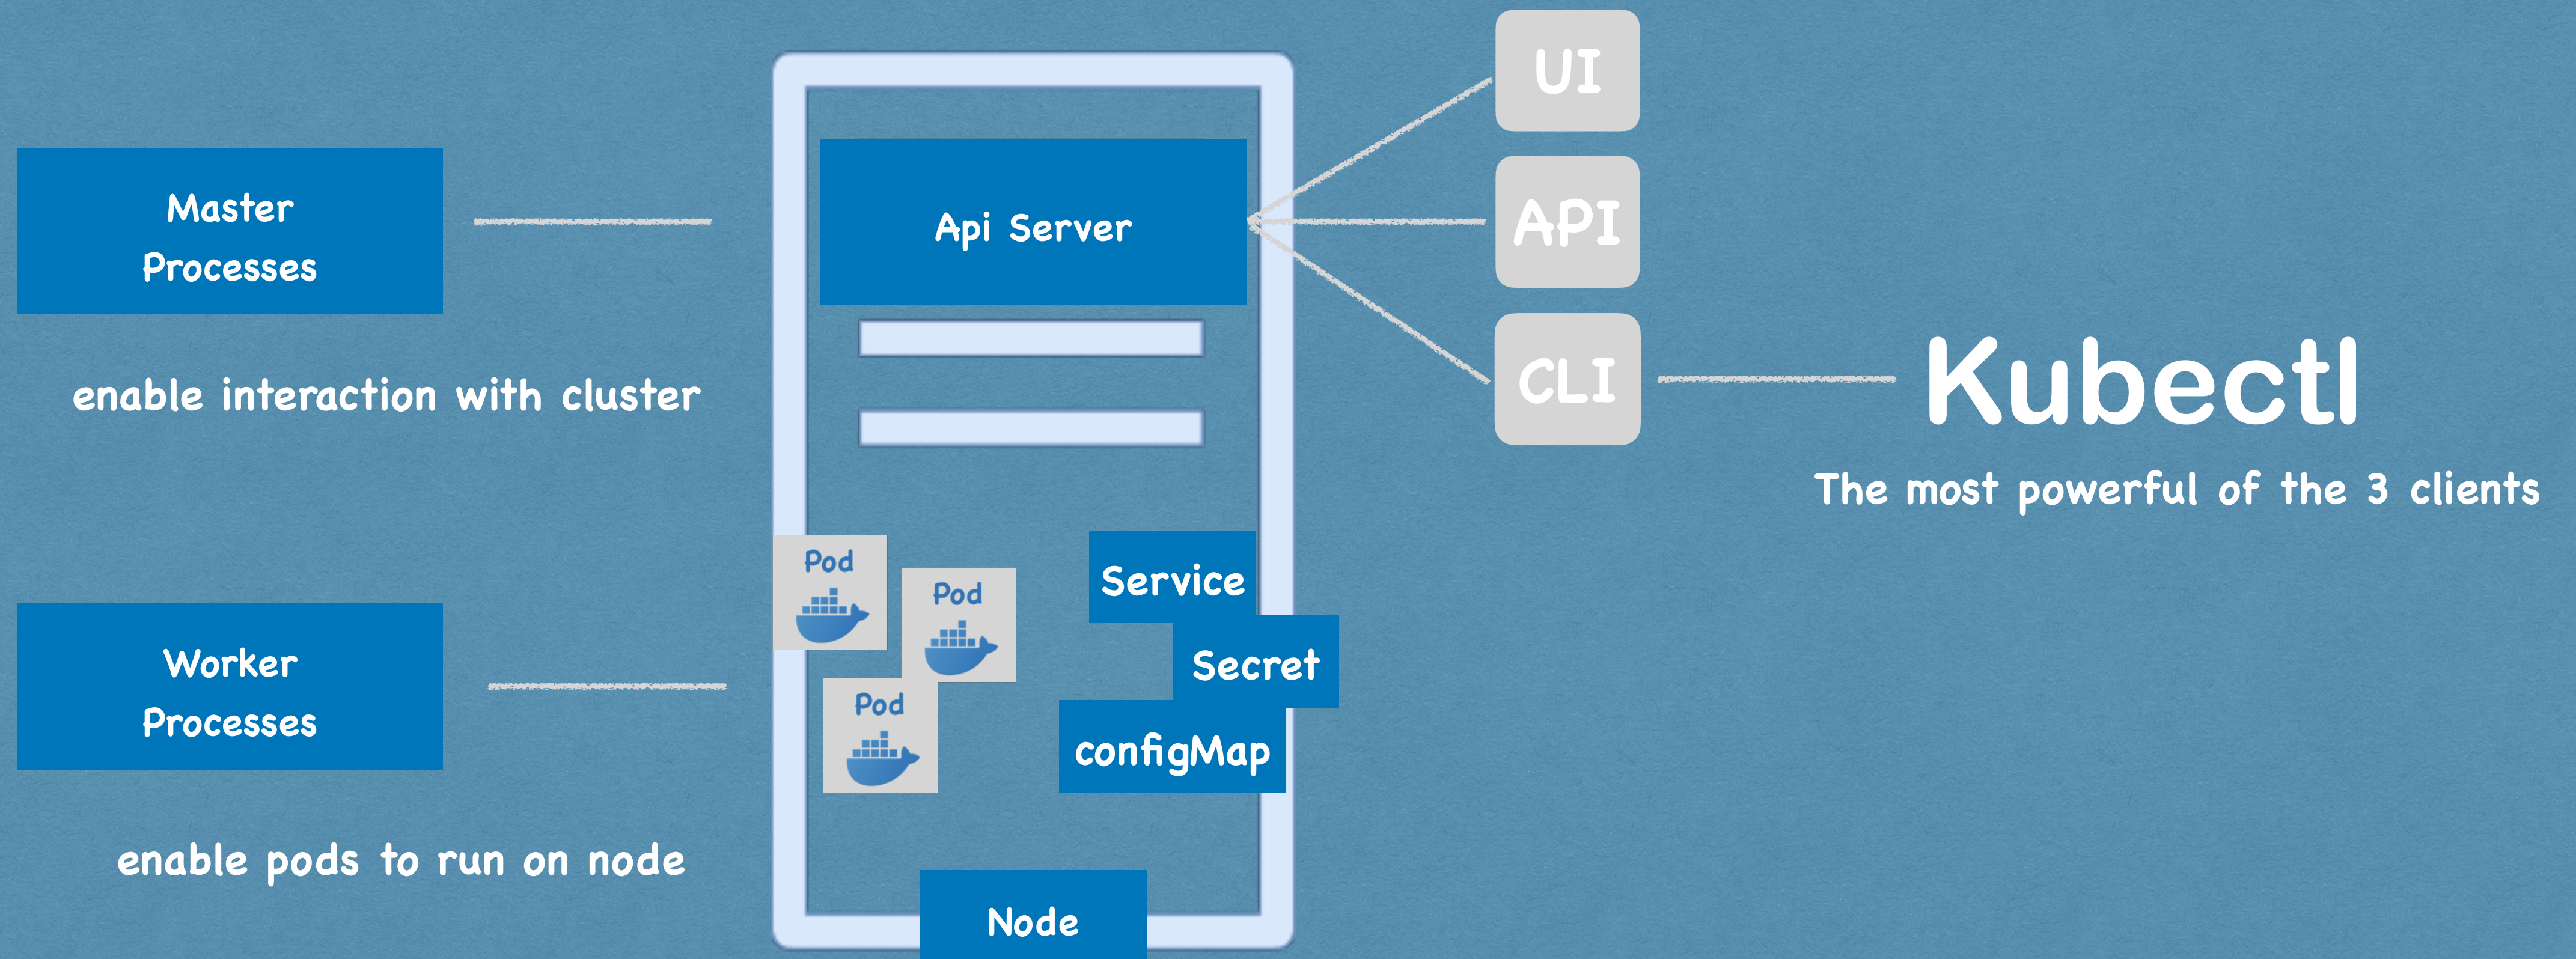 UI
Master
Processes
Api Server
API
enable interaction with cluster
CLI
Kubectl
The most powerful of the 3 clients
Pod
Pod
Pod
Service
Secret
configMap
Worker
Processes
enable pods to run on node
Node